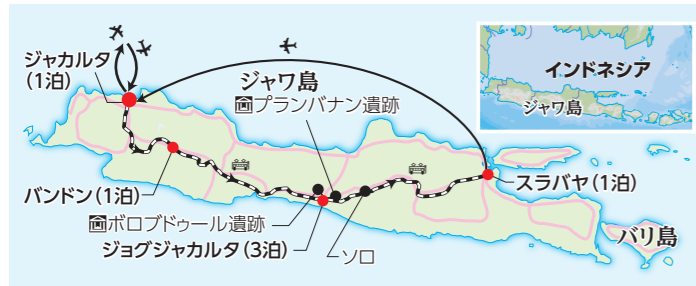 ジャカルタ
(1泊)
ジャワ島
プランバナン遺跡
インドネシア
ジャワ島
バンドン(1泊)
スラバヤ(1泊)
ボロブドゥール遺跡
ジョグジャカルタ(3泊)
ソロ
バリ島